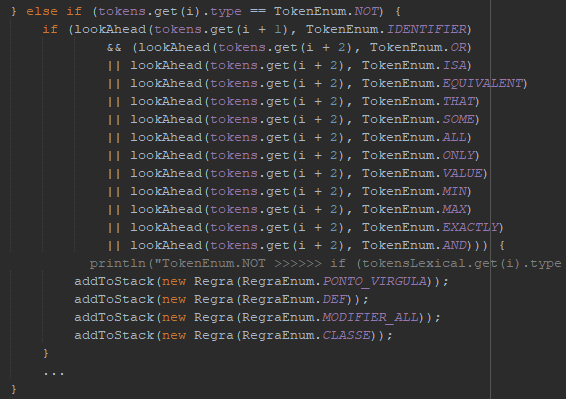 } else if (tokens.get(i).type == TokenEnum.NOT) {
if (lookAhead(tokens.get(i + 1), TokenEnum.IDENTIFIER)
&& (lookAhead(tokens.get(i + 2), TokenEnum.OR)
|| lookAhead(tokens.get(i + 2), TokenEnum.ISA)
|| lookAhead(tokens.get(i + 2), TokenEnum.EQUIVALENT)
|| lookAhead(tokens.get(i + 2), TokenEnum.THAT)
|| lookAhead(tokens.get(i + 2), TokenEnum.SOME)
|| lookAhead(tokens.get(i + 2), TokenEnum.ALL)
|| lookAhead(tokens.get(i + 2), TokenEnum.ONLY)
|| lookAhead(tokens.get(i + 2), TokenEnum.VALUE)
|| lookAhead(tokens.get(i + 2), TokenEnum.MIN)
|| lookAhead(tokens.get(i + 2), TokenEnum.MAX)
|| lookAhead(tokens.get(i + 2), TokenEnum.EXACTLY)
|| lookAhead(tokens.get(i + 2), TokenEnum.AND))) {
println("TokenEnum.NOT >>>>>> if (tokensLexical.get(i).type
addToStack(new Regra(RegraEnum.PONTO_VIRGULA));
addToStack(new Regra(RegraEnum.DEF));
addToStack(new Regra(RegraEnum.MODIFIER_ALL));
addToStack(new Regra(RegraEnum.CLASSE));
}
...
}